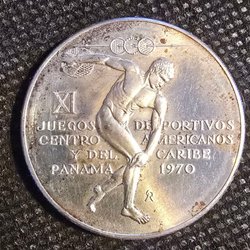 XI
JUEGOS DEPORTIVOS
CENTRO AMERICANOS
Y DEL CARIBE
PANAMA 1970